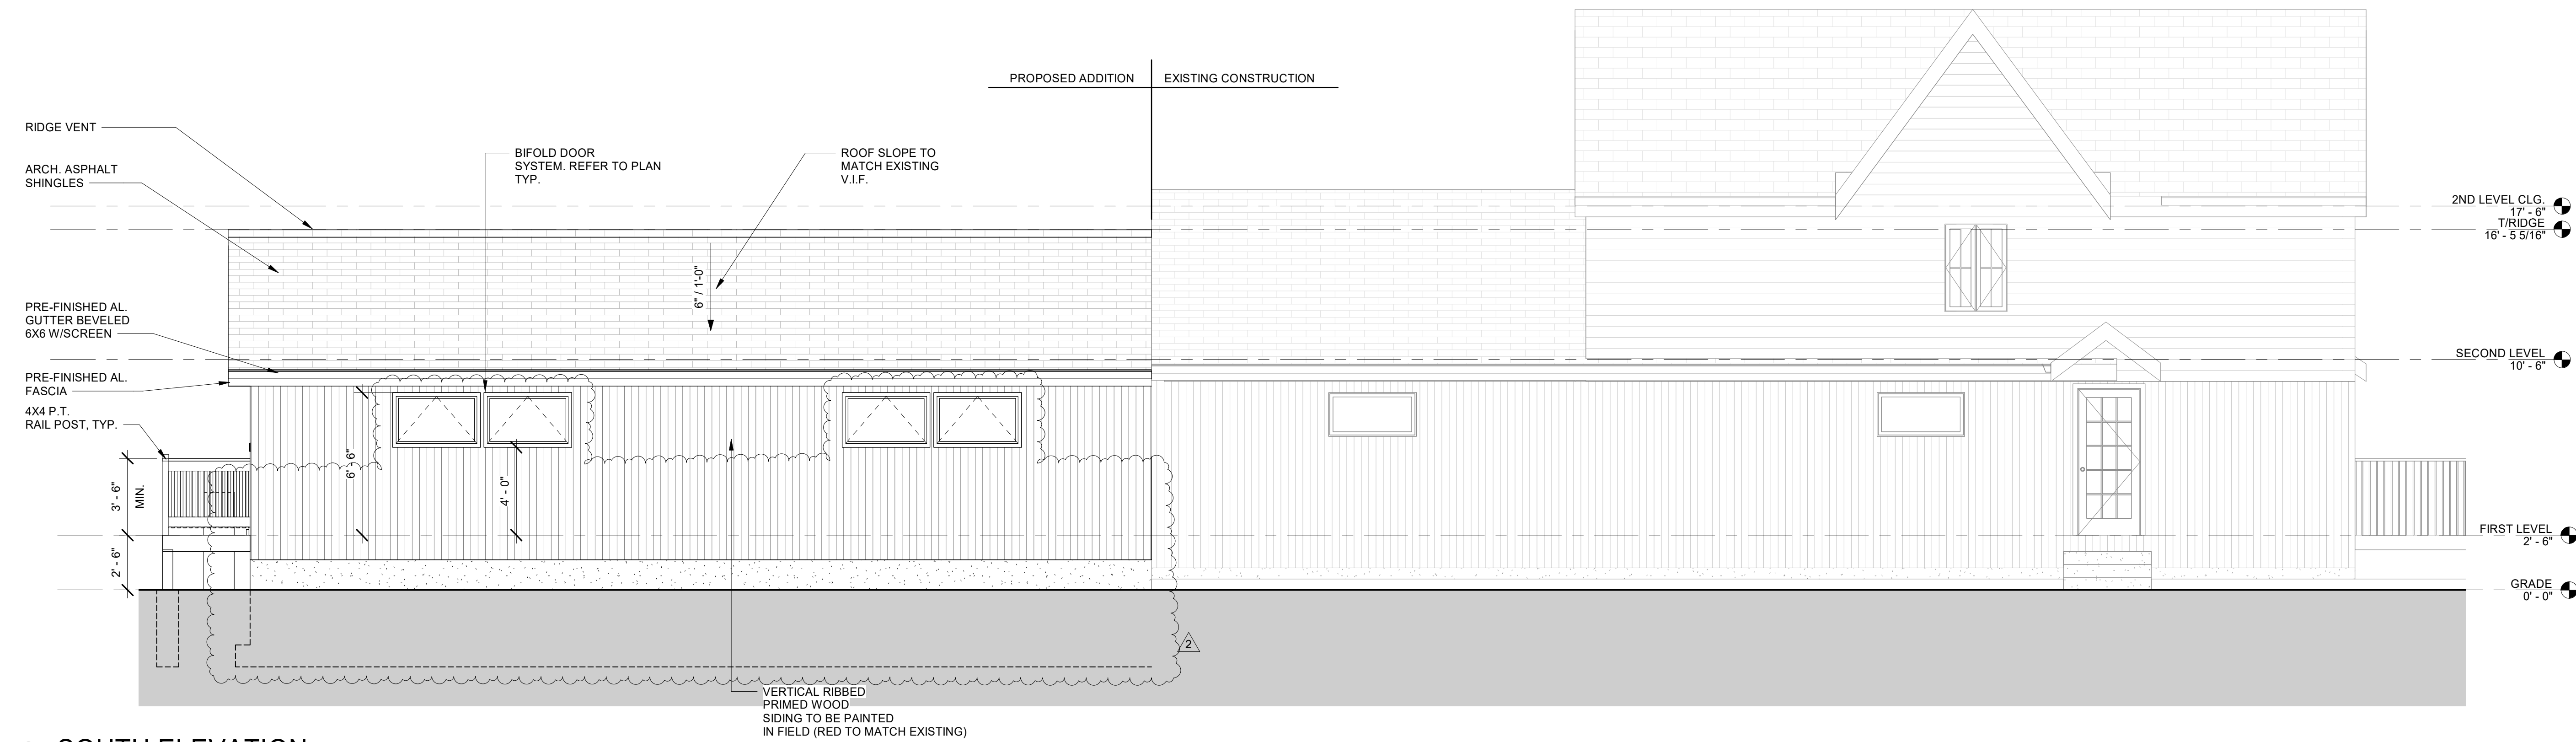 PROPOSED ADDITION
EXISTING CONSTRUCTION
RIDGE VENT
ARCH. ASPHALT
SHINGLES
PRE-FINISHED AL.
GUTTER BEVELED
6X6 W/SCREEN
PRE-FINISHED AL.
FASCIA
4X4 P.T.
RAIL POST, TYP.
BIFOLD DOOR
SYSTEM. REFER TO PLAN
TYP.
ROOF SLOPE TO
MATCH EXISTING
V.I.F.
6" / 1'-0"
6' - 6"
4' - 0"
3' - 6"
MIN.
2' - 6"
2ND LEVEL CLG.
17' - 6"
T/RIDGE
16' - 5 5/16"
SECOND LEVEL
10' - 6"
FIRST LEVEL
2' - 6"
GRADE
0' - 0"
2
VERTICAL RIBBED
PRIMED WOOD
SIDING TO BE PAINTED
IN FIELD (RED TO MATCH EXISTING)
SOUTH ELEVATION